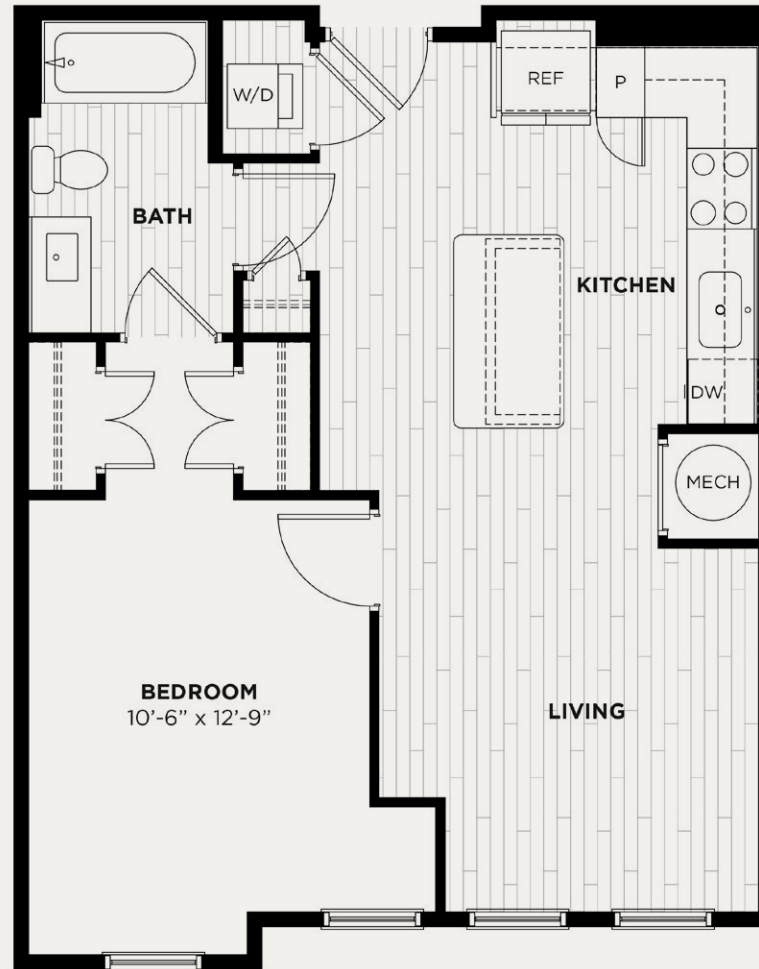 W/D
REF
P
BATH
KITCHEN
DW
MECH
BEDROOM
10'-6" x 12'-9"
LIVING